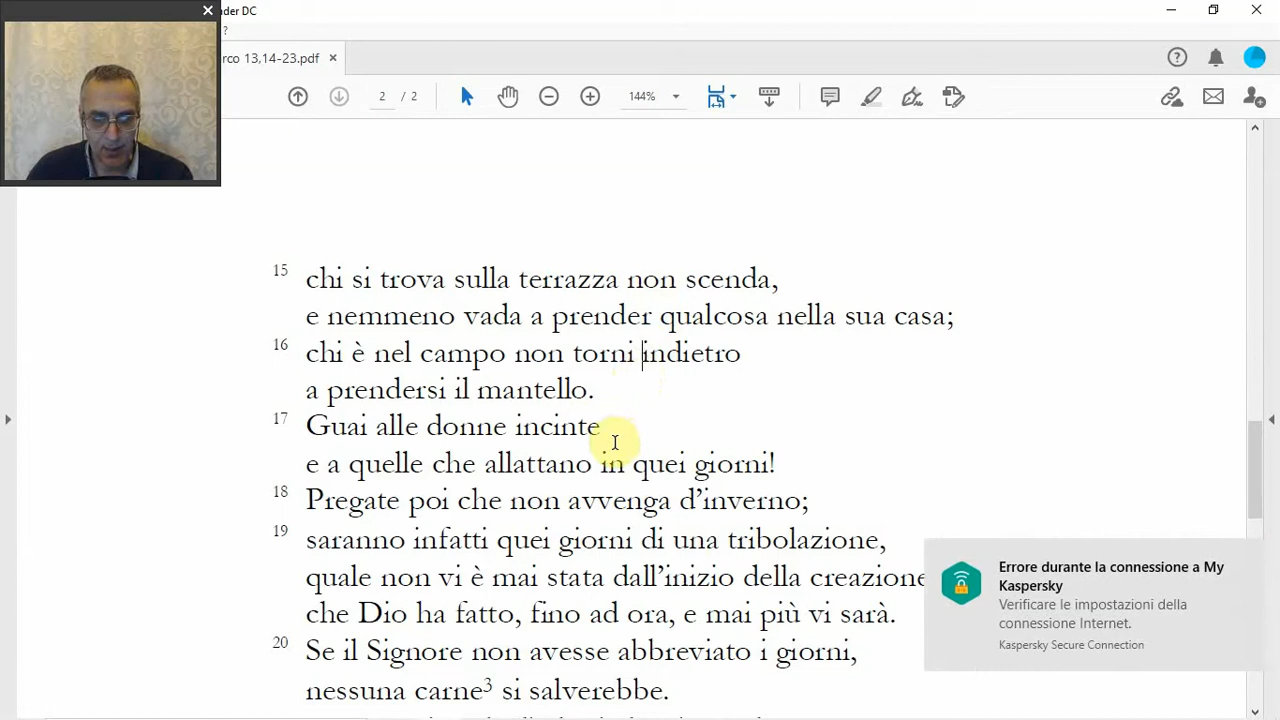 der DC
?
rco 13,14-23.pdf
2 / 2
144%
15 chi si trova sulla terrazza non scenda,
e nemmeno vada a prender qualcosa nella sua casa;
16 chi è nel campo non torni indietro
a prendersi il mantello.
17 Guai alle donne incinte
e a quelle che allattano in quei giorni!
18 Pregate poi che non avvenga d’inverno;
19 saranno infatti quei giorni di una tribolazione,
quale non vi è mai stata dall’inizio della creazione
che Dio ha fatto, fino ad ora, e mai più vi sarà.
20 Se il Signore non avesse abbreviato i giorni,
nessuna carne³ si salverebbe.
Errore durante la connessione a My
Kaspersky
Verificare le impostazioni della
connessione Internet.
Kaspersky Secure Connection